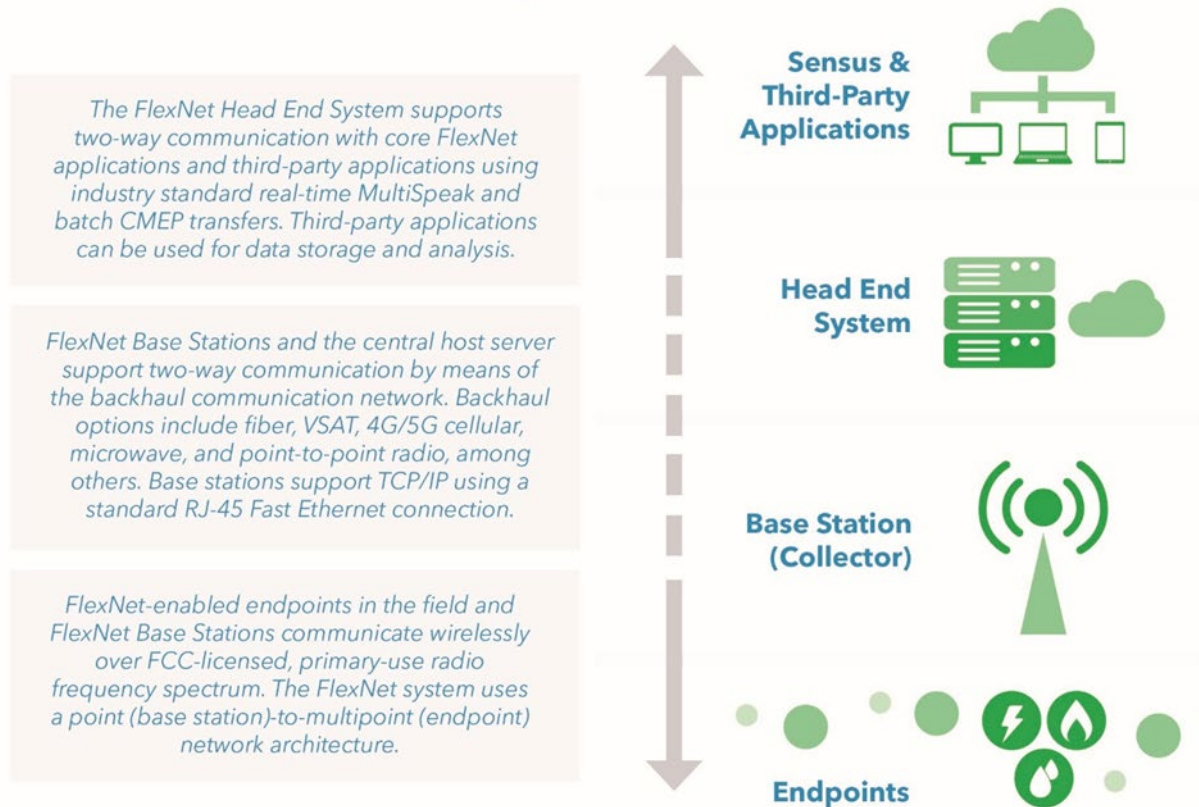 The FlexNet Head End System supports
two-way communication with core FlexNet
applications and third-party applications using
industry standard real-time MultiSpeak and
batch CMEP transfers. Third-party applications
can be used for data storage and analysis.
FlexNet Base Stations and the central host server
support two-way communication by means of
the backhaul communication network. Backhaul
options include fiber, VSAT, 4G/5G cellular,
microwave, and point-to-point radio, among
others. Base stations support TCP/IP using a
standard RJ-45 Fast Ethernet connection.
FlexNet-enabled endpoints in the field and
FlexNet Base Stations communicate wirelessly
over FCC-licensed, primary-use radio
frequency spectrum. The FlexNet system uses
a point (base station)-to-multipoint (endpoint)
network architecture.
Sensus &
Third-Party
Applications
Head End
System
Base Station
(Collector)
Endpoints